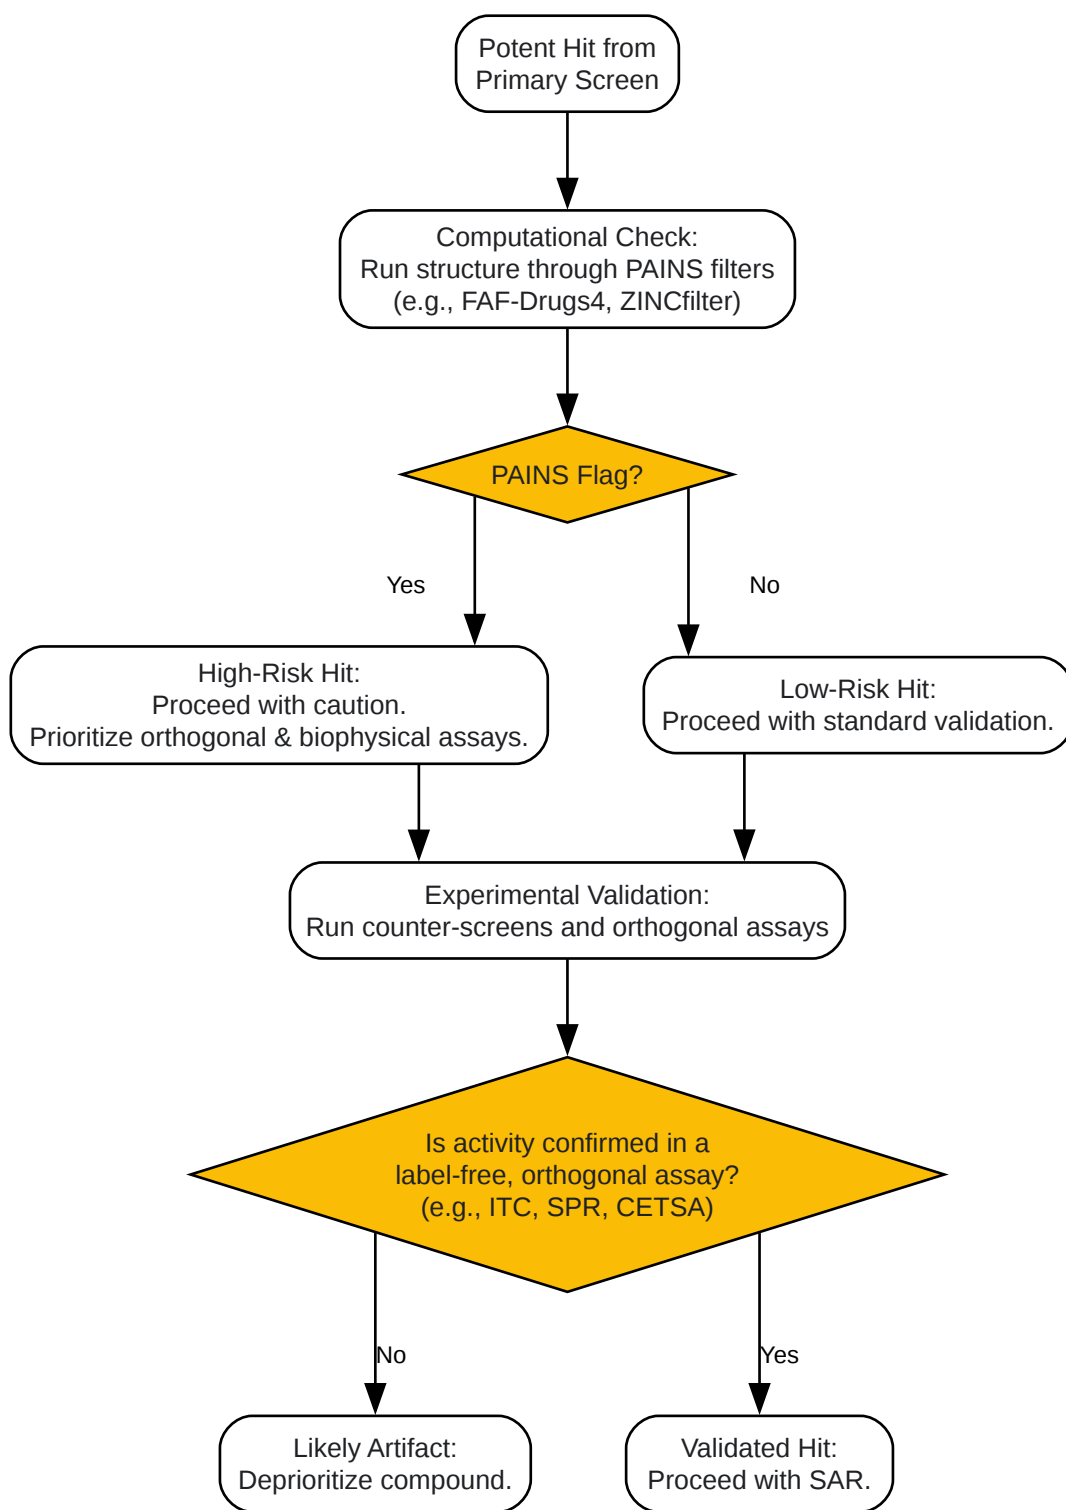 Potent Hit from
Primary Screen
Computational Check:
Run structure through PAINS filters
(e.g., FAF-Drugs4, ZINCfilter)
PAINS Flag?
Yes
No
High-Risk Hit:
Proceed with caution.
Prioritize orthogonal & biophysical assays.
Low-Risk Hit:
Proceed with standard validation.
Experimental Validation:
Run counter-screens and orthogonal assays
Is activity confirmed in a
label-free, orthogonal assay?
(e.g., ITC, SPR, CETSA)
No
Yes
Likely Artifact:
Deprioritize compound.
Validated Hit:
Proceed with SAR.